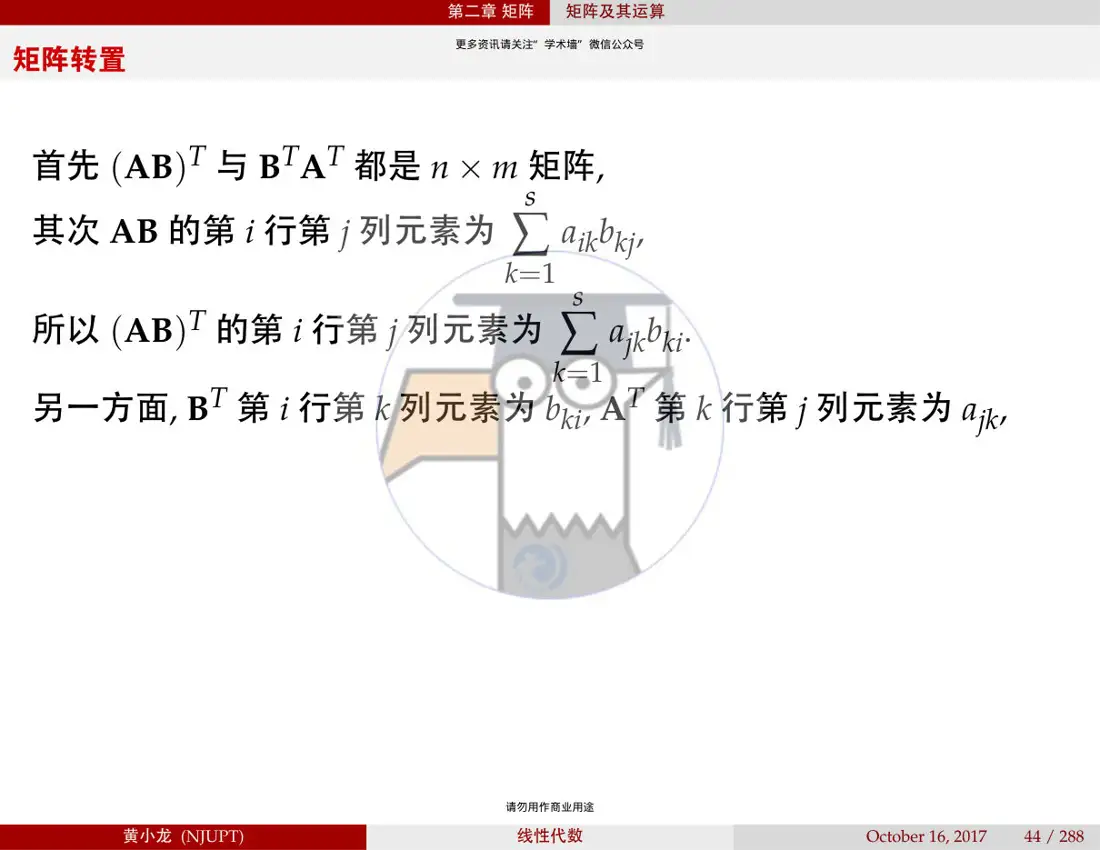 第二章 矩阵 矩阵及其运算
更多资讯请关注“学术墙”微信公众号
矩阵转置
首先 (AB)^T 与 B^T A^T 都是 n × m 矩阵,
其次 AB 的第 i 行第 j 列元素为 \sum_{k=1}^{s} a_{ik}b_{kj},
所以 (AB)^T 的第 i 行第 j 列元素为 \sum_{k=1}^{s} a_{jk}b_{ki}.
另一方面, B^T 第 i 行第 k 列元素为 b_{ki}, A^T 第 k 行第 j 列元素为 a_{jk},
请勿用作商业用途
黄小龙 (NJUPT) 线性代数 October 16, 2017 44 / 288